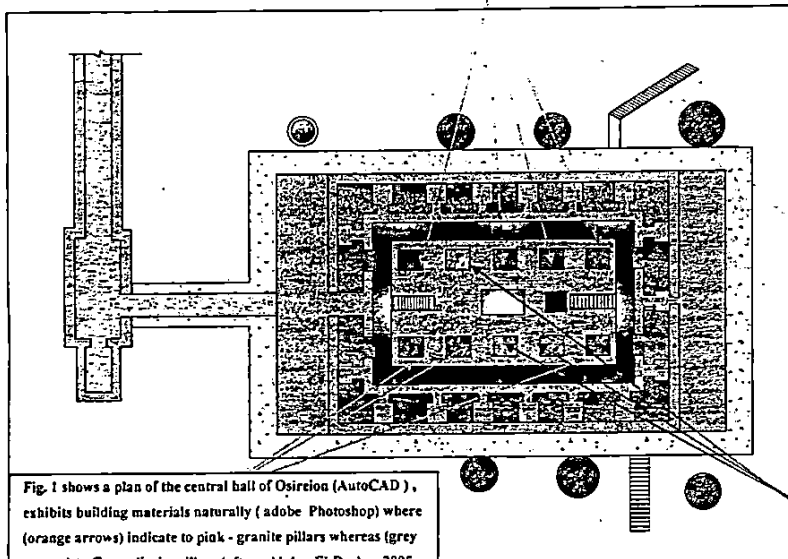 Fig. 1 shows a plan of the central hall of Osireion (AutoCAD ) ,
exhibits building materials naturally ( adobe Photoshop) where
(orange arrows) indicate to pink - granite pillars whereas (grey